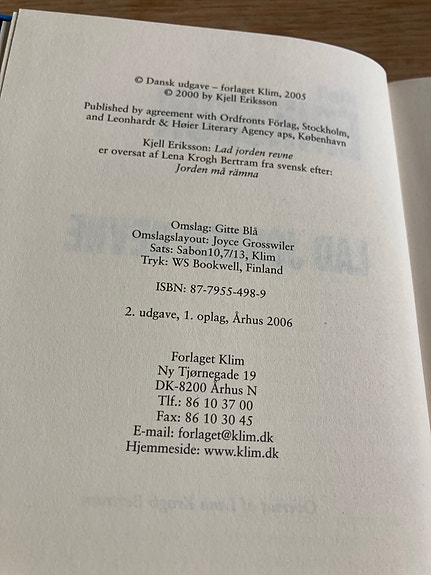 © Dansk udgave – forlaget Klim, 2005
© 2000 by Kjell Eriksson
Published by agreement with Ordfronts Förlag, Stockholm,
and Leonhardt & Høier Literary Agency aps, København
Kjell Eriksson: Lad jorden revne
er oversat af Lena Krogh Bertram fra svensk efter:
Jorden må rämna
Omslag: Gitte Blå
Omslagslayout: Joyce Grosswiler
Sats: Sabon10,7/13, Klim
Tryk: WS Bookwell, Finland
ISBN: 87-7955-498-9
2. udgave, 1. oplag, Århus 2006
Forlaget Klim
Ny Tjørnegade 19
DK-8200 Århus N
Tlf.: 86 10 37 00
Fax: 86 10 30 45
E-mail: forlaget@klim.dk
Hjemmeside: www.klim.dk